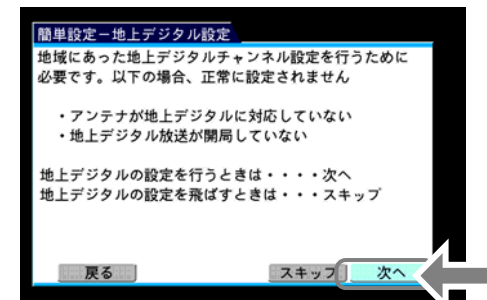 簡単設定－地上デジタル設定
地域にあった地上デジタルチャンネル設定を行うために
必要です。以下の場合、正常に設定されません
・アンテナが地上デジタルに対応していない
・地上デジタル放送が開局していない
地上デジタルの設定を行うときは・・・・次へ
地上デジタルの設定を飛ばすときは・・・スキップ
戻る スキップ 次へ